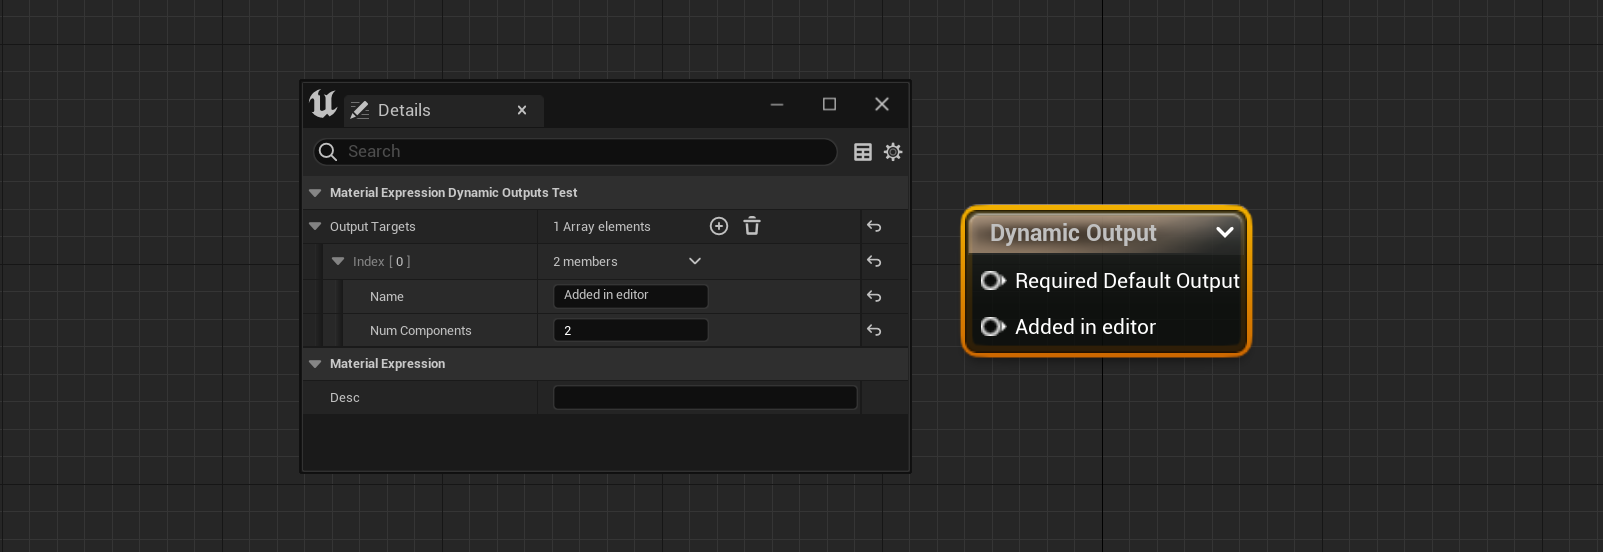 Details
Search
Material Expression Dynamic Outputs Test
Output Targets
1 Array elements
Index [ 0 ]
2 members
Name
Added in editor
Num Components
2
Material Expression
Desc
Dynamic Output
Required Default Output
Added in editor